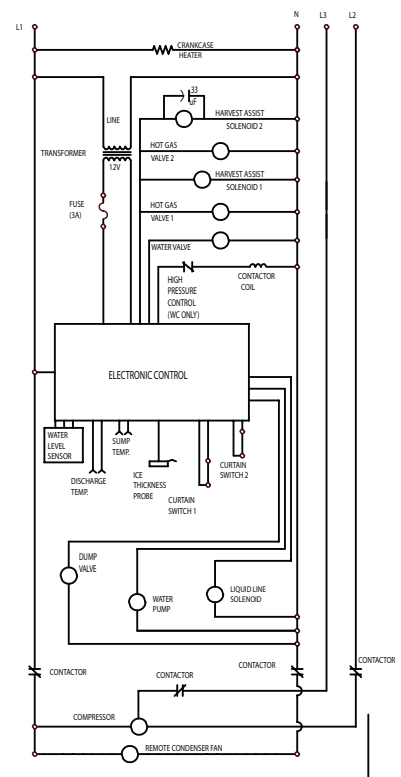 L1
N
L3
L2
CRANKCASE
HEATER
.33
uF
LINE
HARVEST ASSIST
SOLENOID 2
TRANSFORMER
HOT GAS
VALVE 2
12V
HARVEST ASSIST
SOLENOID 1
FUSE
(3A)
HOT GAS
VALVE 1
WATER VALVE
HIGH
PRESSURE
CONTROL
(WC ONLY)
CONTACTOR
COIL
ELECTRONIC CONTROL
WATER
LEVEL
SENSOR
DISCHARGE
TEMP.
SUMP
TEMP.
ICE
THICKNESS
PROBE
CURTAIN
SWITCH 1
CURTAIN
SWITCH 2
DUMP
VALVE
WATER
PUMP
LIQUID LINE
SOLENOID
CONTACTOR
CONTACTOR
CONTACTOR
CONTACTOR
COMPRESSOR
REMOTE CONDENSER FAN